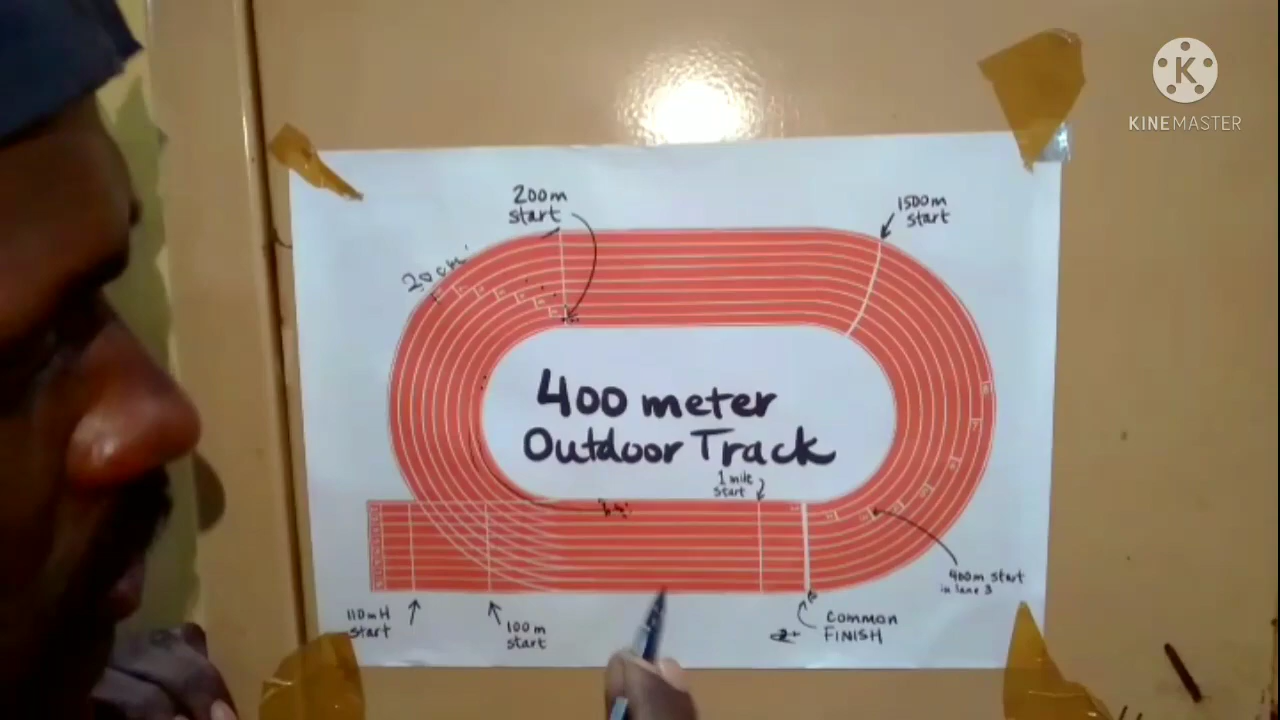 K
KINEMASTER
200m
start
1500m
start
20cm
400 meter
Outdoor Track
1 mile
start
400m start
in lane 3
110mH
start
100m
start
COMMON
FINISH